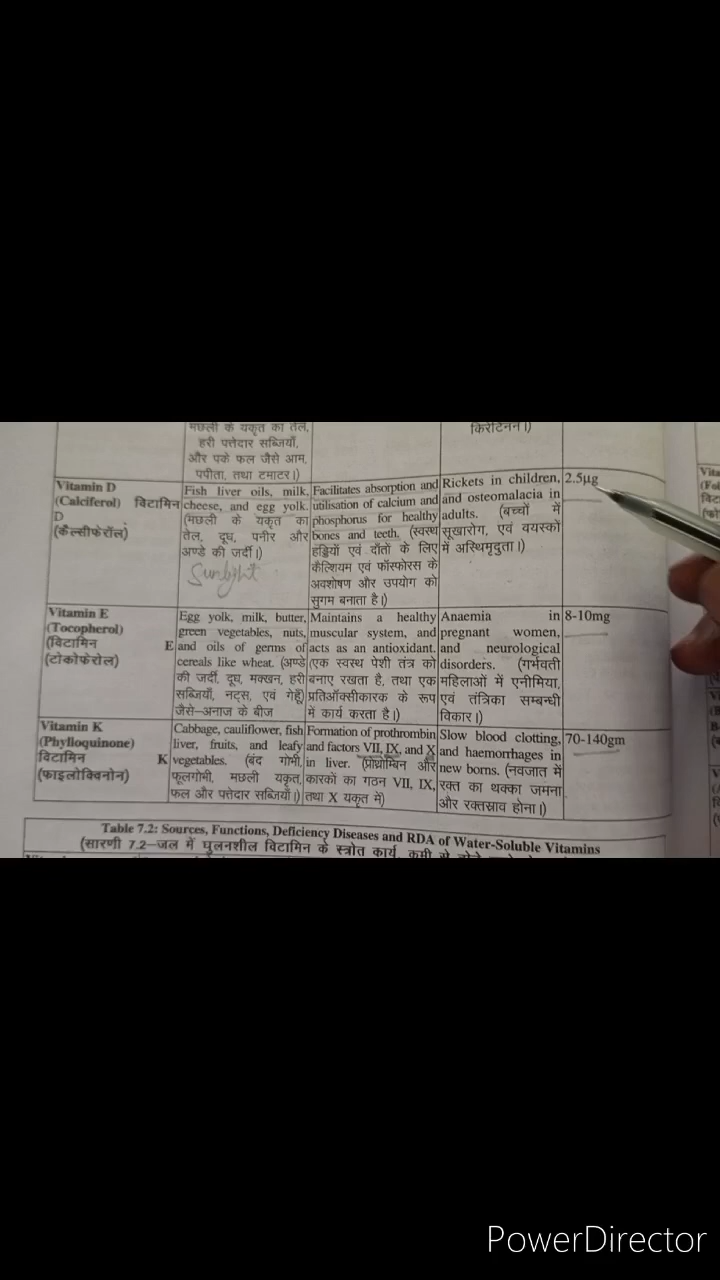 मछली के यकृत का तेल,
हरी पत्तेदार सब्जियाँ,
और पके फल जैसे आम,
पपीता, तथा टमाटर।)
किरेटिनन।)
Vitamin D
(Calciferol) विटामिन
D
(कैल्सीफेरॉल)
Fish liver oils, milk,
cheese, and egg yolk.
(मछली के यकृत का
तेल, दूध, पनीर और
अण्डे की जर्दी।)
Sunlight
Facilitates absorption and
utilisation of calcium and
phosphorus for healthy
bones and teeth. (स्वस्थ
हड्डियों एवं दाँतों के लिए
कैल्शियम एवं फॉस्फोरस के
अवशोषण और उपयोग को
सुगम बनाता है।)
Rickets in children,
and osteomalacia in
adults. (बच्चों में
सूखारोग, एवं वयस्कों
में अस्थिमृदुता।)
2.5µg
Vitamin E
(Tocopherol)
(विटामिन E
(टोकोफेरोल)
Egg yolk, milk, butter,
green vegetables, nuts,
and oils of germs of
cereals like wheat. (अण्डे
की जर्दी, दूध, मक्खन, हरी
सब्जियाँ, नट्स, एवं गेहूँ)
जैसे-अनाज के बीज
Maintains a healthy
muscular system, and
acts as an antioxidant.
(एक स्वस्थ पेशी तंत्र को
बनाए रखता है, तथा एक
प्रतिऑक्सीकारक के रूप
में कार्य करता है।)
Anaemia in
pregnant women,
and neurological
disorders. (गर्भवती
महिलाओं में एनीमिया,
एवं तंत्रिका सम्बन्धी
विकार।)
8-10mg
Vitamin K
(Phylloquinone)
विटामिन K
(फाइलोक्विनोन)
Cabbage, cauliflower, fish
liver, fruits, and leafy
vegetables. (बंद गोभी,
फूलगोभी, मछली यकृत,
फल और पत्तेदार सब्जियाँ।)
Formation of prothrombin
and factors VII, IX, and X
in liver. (प्रोथ्रोम्बिन और
कारकों का गठन VII, IX,
तथा X यकृत में)
Slow blood clotting,
and haemorrhages in
new borns. (नवजात में
रक्त का थक्का जमना
और रक्तस्राव होना।)
70-140gm
Table 7.2: Sources, Functions, Deficiency Diseases and RDA of Water-Soluble Vitamins
(सारणी 7.2-जल में घुलनशील विटामिन के स्त्रोत कार्य, कमी से
PowerDirector